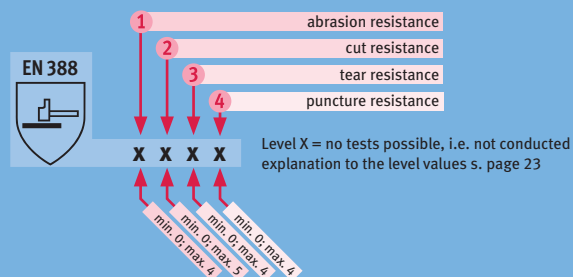 1 abrasion resistance
2 cut resistance
3 tear resistance
4 puncture resistance
EN 388
X X X X
Level X = no tests possible, i.e. not conducted
explanation to the level values s. page 23
min. 0; max. 4
min. 0; max. 5
min. 0; max. 4
min. 0; max. 4